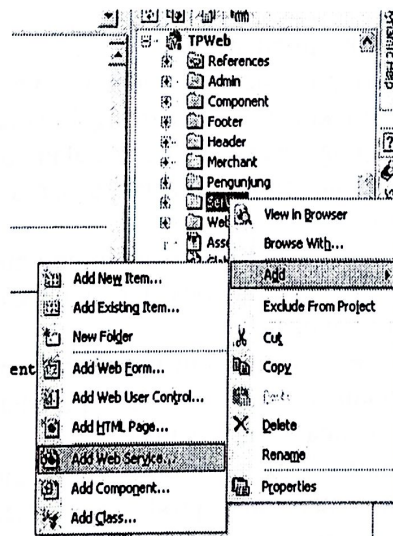 TPWeb
References
Admin
Component
Footer
Header
Merchant
Pengunjung
View in Browser
Browse With...
Add
Exclude From Project
Cut
Copy
Paste
Delete
Rename
Properties
Add New Item...
Add Existing Item...
New Folder
Add Web Form...
Add Web User Control...
Add HTML Page...
Add Web Service...
Add Component...
Add Class...
ent
Help